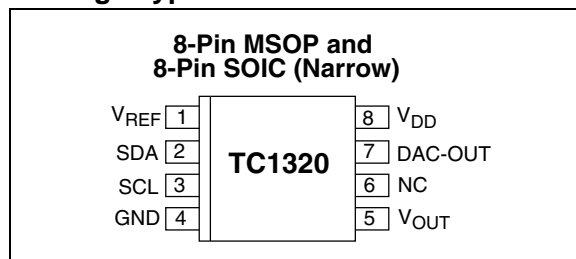 8-Pin MSOP and
8-Pin SOIC (Narrow)
VREF 1
SDA 2
SCL 3
GND 4
TC1320
8 VDD
7 DAC-OUT
6 NC
5 VOUT